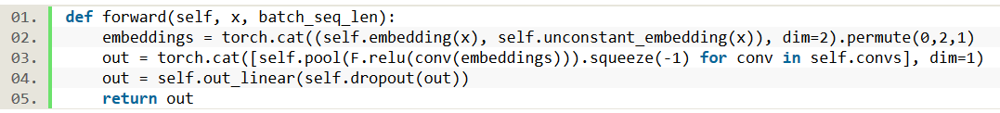 01. def forward(self, x, batch_seq_len):
02.     embeddings = torch.cat((self.embedding(x), self.unconstant_embedding(x)), dim=2).permute(0,2,1)
03.     out = torch.cat([self.pool(F.relu(conv(embeddings))).squeeze(-1) for conv in self.convs], dim=1)
04.     out = self.out_linear(self.dropout(out))
05.     return out